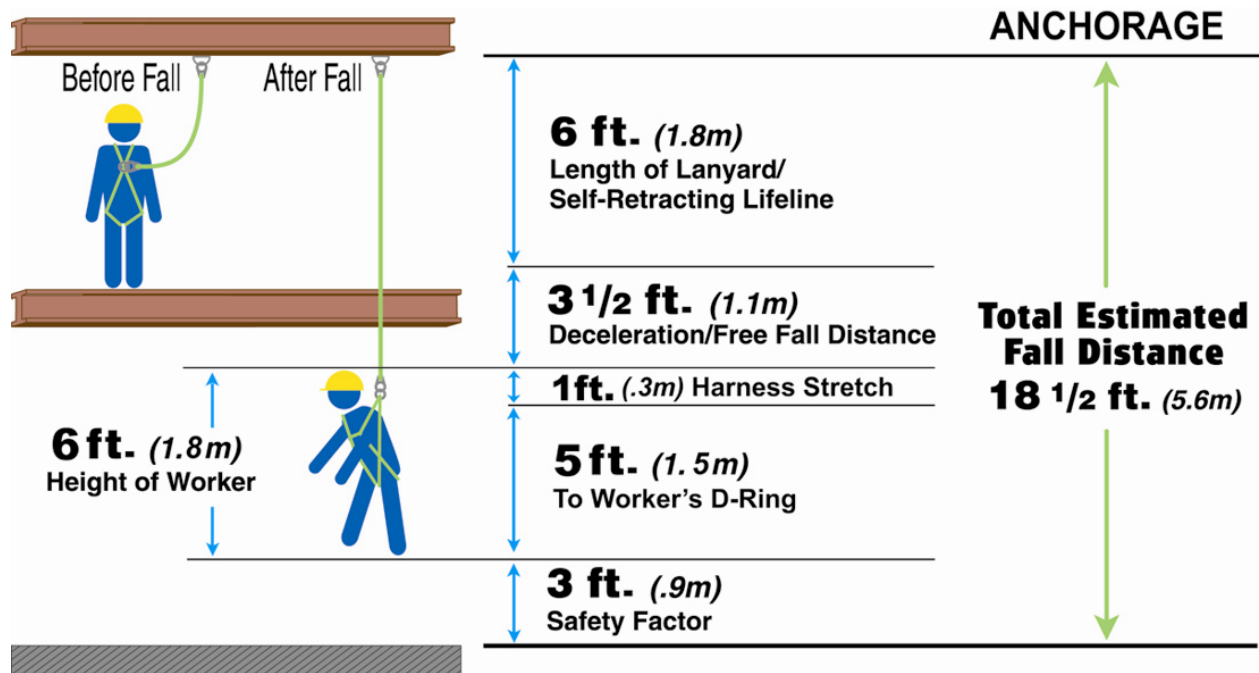 ANCHORAGE
Before Fall
After Fall
6 ft. (1.8m)
Length of Lanyard/
Self-Retracting Lifeline
3 1/2 ft. (1.1m)
Deceleration/Free Fall Distance
1ft. (.3m) Harness Stretch
6 ft. (1.8m)
Height of Worker
5 ft. (1.5m)
To Worker's D-Ring
3 ft. (.9m)
Safety Factor
Total Estimated
Fall Distance
18 1/2 ft. (5.6m)